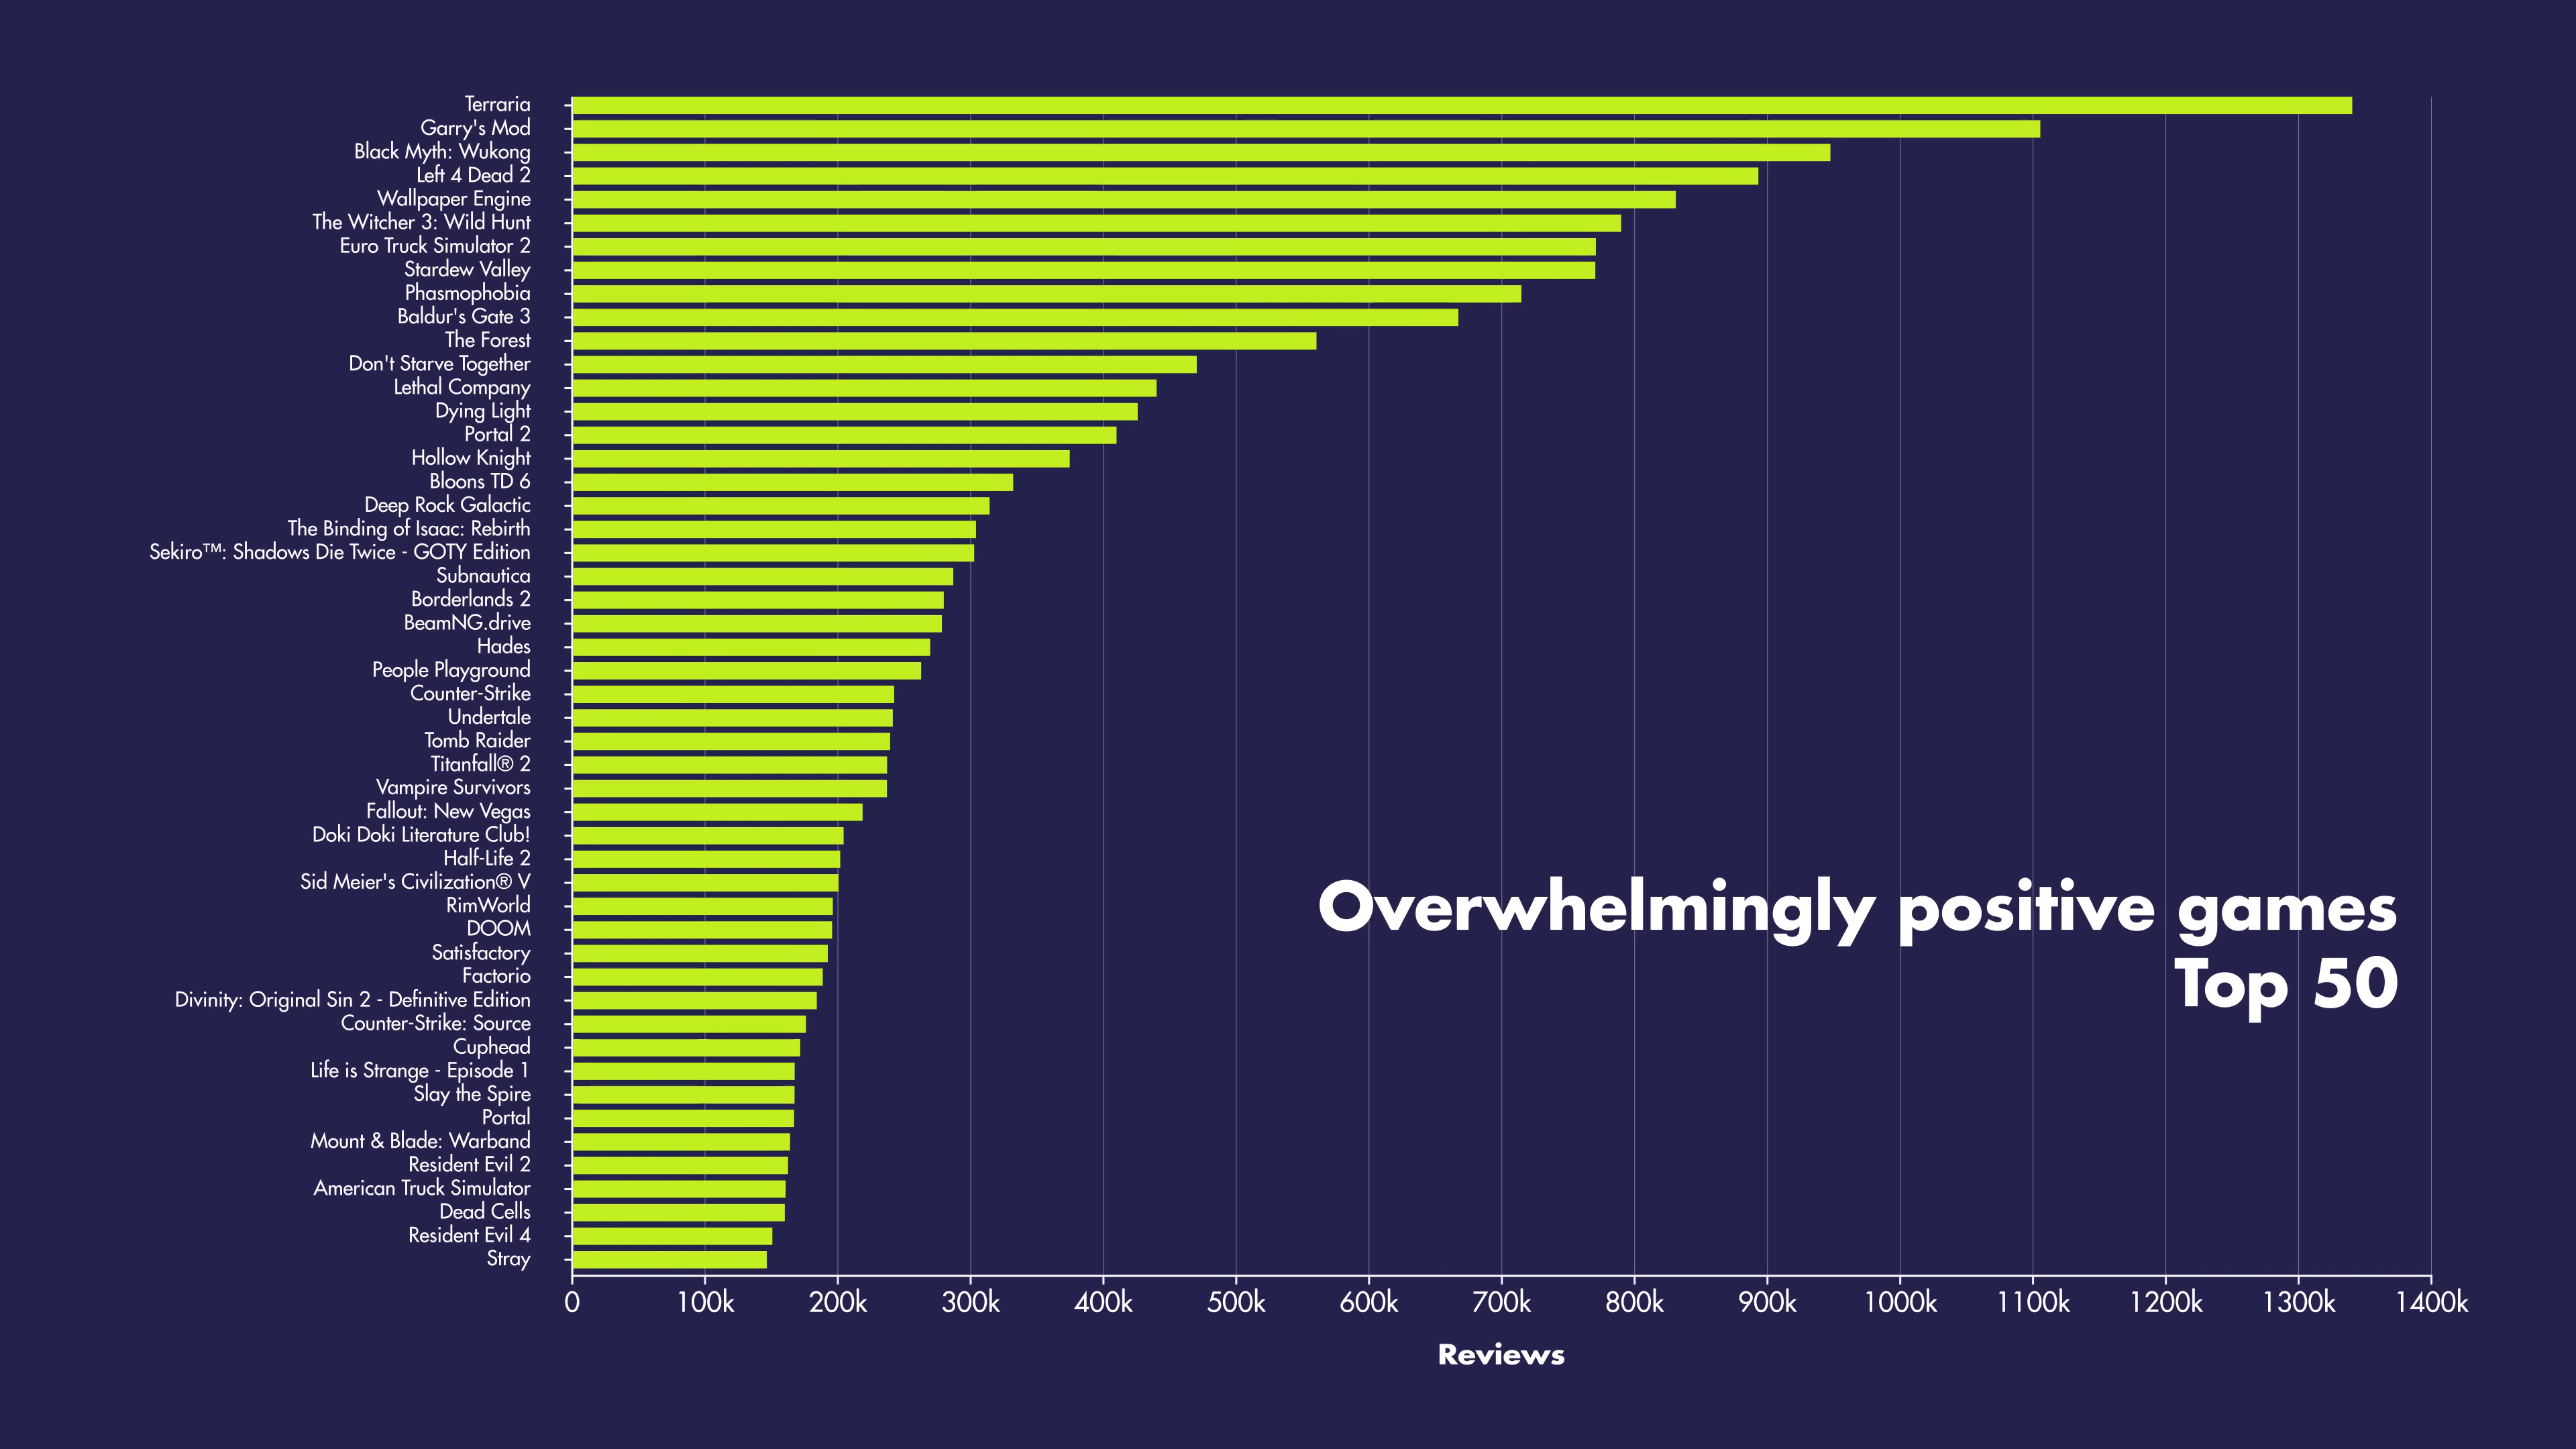 Terraria
Garry's Mod
Black Myth: Wukong
Left 4 Dead 2
Wallpaper Engine
The Witcher 3: Wild Hunt
Euro Truck Simulator 2
Stardew Valley
Phasmophobia
Baldur's Gate 3
The Forest
Don't Starve Together
Lethal Company
Dying Light
Portal 2
Hollow Knight
Bloons TD 6
Deep Rock Galactic
The Binding of Isaac: Rebirth
Sekiro™: Shadows Die Twice - GOTY Edition
Subnautica
Borderlands 2
BeamNG.drive
Hades
People Playground
Counter-Strike
Undertale
Tomb Raider
Titanfall® 2
Vampire Survivors
Fallout: New Vegas
Doki Doki Literature Club!
Half-Life 2
Sid Meier's Civilization® V
RimWorld
DOOM
Satisfactory
Factorio
Divinity: Original Sin 2 - Definitive Edition
Counter-Strike: Source
Cuphead
Life is Strange - Episode 1
Slay the Spire
Portal
Mount & Blade: Warband
Resident Evil 2
American Truck Simulator
Dead Cells
Resident Evil 4
Stray
Overwhelmingly positive games
Top 50
0 100k 200k 300k 400k 500k 600k 700k 800k 900k 1000k 1100k 1200k 1300k 1400k
Reviews